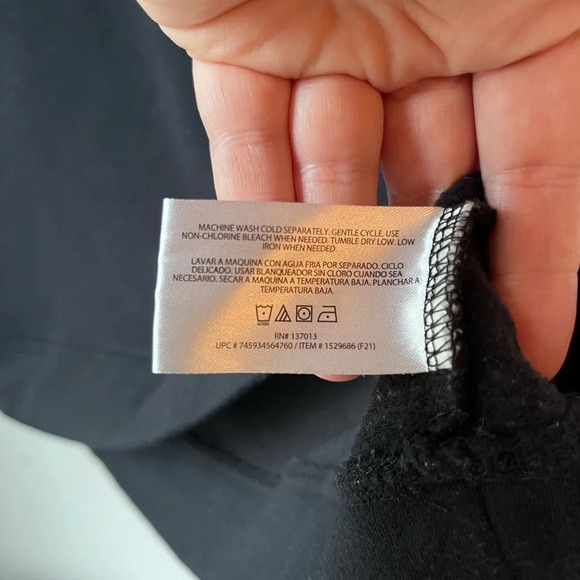 MACHINE WASH COLD SEPARATELY. GENTLE CYCLE. USE
NON-CHLORINE BLEACH WHEN NEEDED. TUMBLE DRY LOW. LOW
IRON WHEN NEEDED.
LAVAR A MAQUINA CON AGUA FRIA POR SEPARADO. CICLO
DELICADO. USAR BLANQUEADOR SIN CLORO CUANDO SEA
NECESARIO. SECAR A MAQUINA A TEMPERATURA BAJA. PLANCHAR A
TEMPERATURA BAJA.
RN# 137013
UPC # 745934564760 / ITEM # 1529686 (F21)